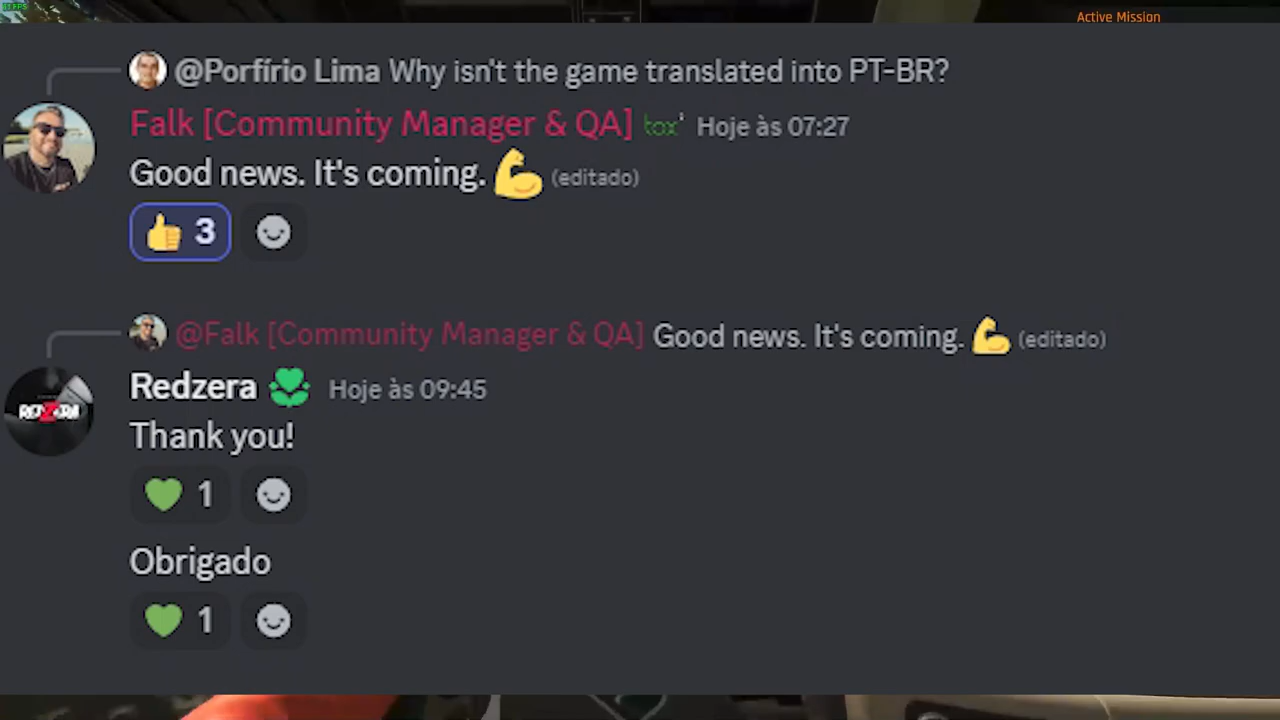 Active Mission
@Porfírio Lima Why isn't the game translated into PT-BR?
Falk [Community Manager & QA] tox' Hoje às 07:27
Good news. It's coming. 💪 (editado)
👍 3
@Falk [Community Manager & QA] Good news. It's coming. 💪 (editado)
Redzera Hoje às 09:45
Thank you!
💚 1
Obrigado
💚 1